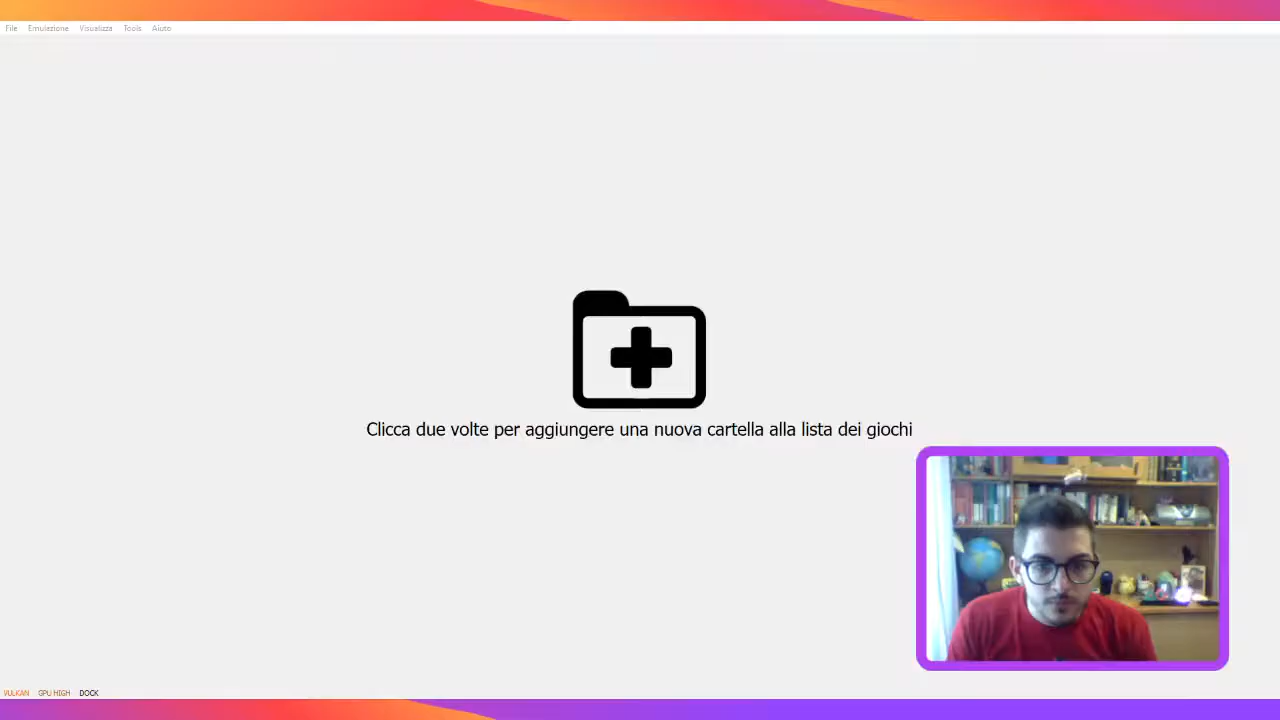 File Emulazione Visualizza Tools Aiuto
Clicca due volte per aggiungere una nuova cartella alla lista dei giochi
VULKAN GPU HIGH DOCK